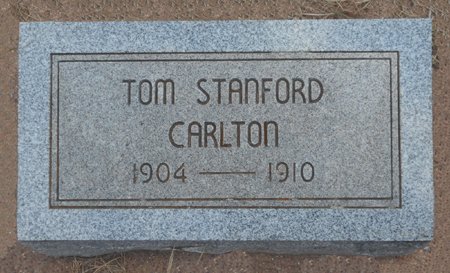 TOM STANFORD
CARLTON
1904 — 1910